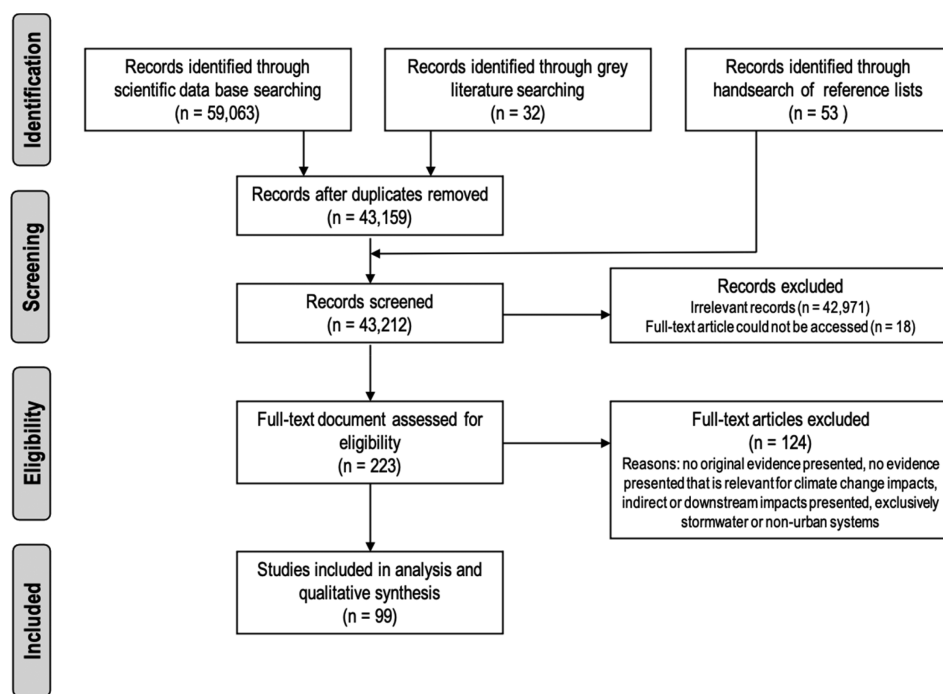 Identification
Records identified through
scientific data base searching
(n = 59,063)
Records identified through grey
literature searching
(n = 32)
Records identified through
handsearch of reference lists
(n = 53 )
Screening
Records after duplicates removed
(n = 43,159)
Records screened
(n = 43,212)
Records excluded
Irrelevant records (n = 42,971)
Full-text article could not be accessed (n = 18)
Eligibility
Full-text document assessed for
eligibility
(n = 223)
Full-text articles excluded
(n = 124)
Reasons: no original evidence presented, no evidence
presented that is relevant for climate change impacts,
indirect or downstream impacts presented, exclusively
stormwater or non-urban systems
Included
Studies included in analysis and
qualitative synthesis
(n = 99)